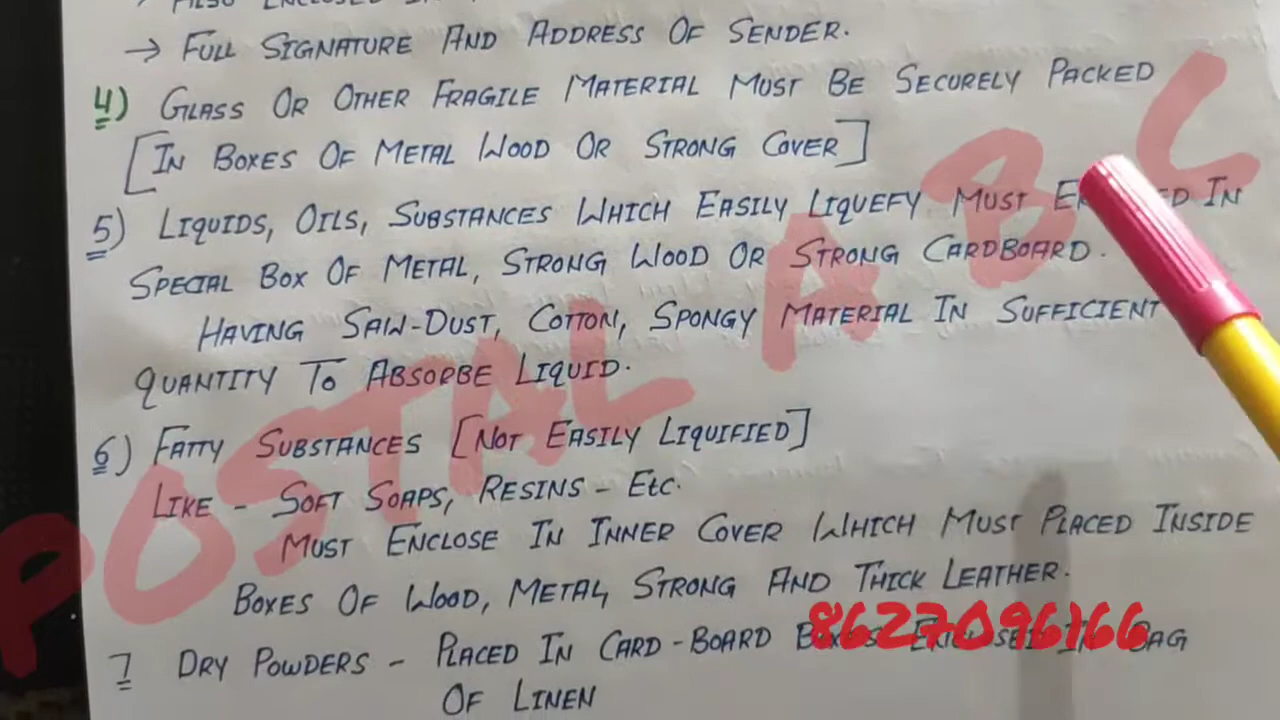 → FULL SIGNATURE AND ADDRESS OF SENDER.
4) GLASS OR OTHER FRAGILE MATERIAL MUST BE SECURELY PACKED
[IN BOXES OF METAL WOOD OR STRONG COVER]
5) LIQUIDS, OILS, SUBSTANCES WHICH EASILY LIQUEFY MUST IN
SPECIAL BOX OF METAL, STRONG WOOD OR STRONG CARDBOARD.
HAVING SAW-DUST, COTTON, SPONGY MATERIAL IN SUFFICIENT
QUANTITY TO ABSORBE LIQUID.
6) FATTY SUBSTANCES [NOT EASILY LIQUIFIED]
LIKE - SOFT SOAPS, RESINS - ETC.
MUST ENCLOSE IN INNER COVER WHICH MUST PLACED INSIDE
BOXES OF WOOD, METAL, STRONG AND THICK LEATHER.
7 DRY POWDERS - PLACED IN CARD-BOARD BOXES IN BAG
OF LINEN
POSTAL ABC
8627096166